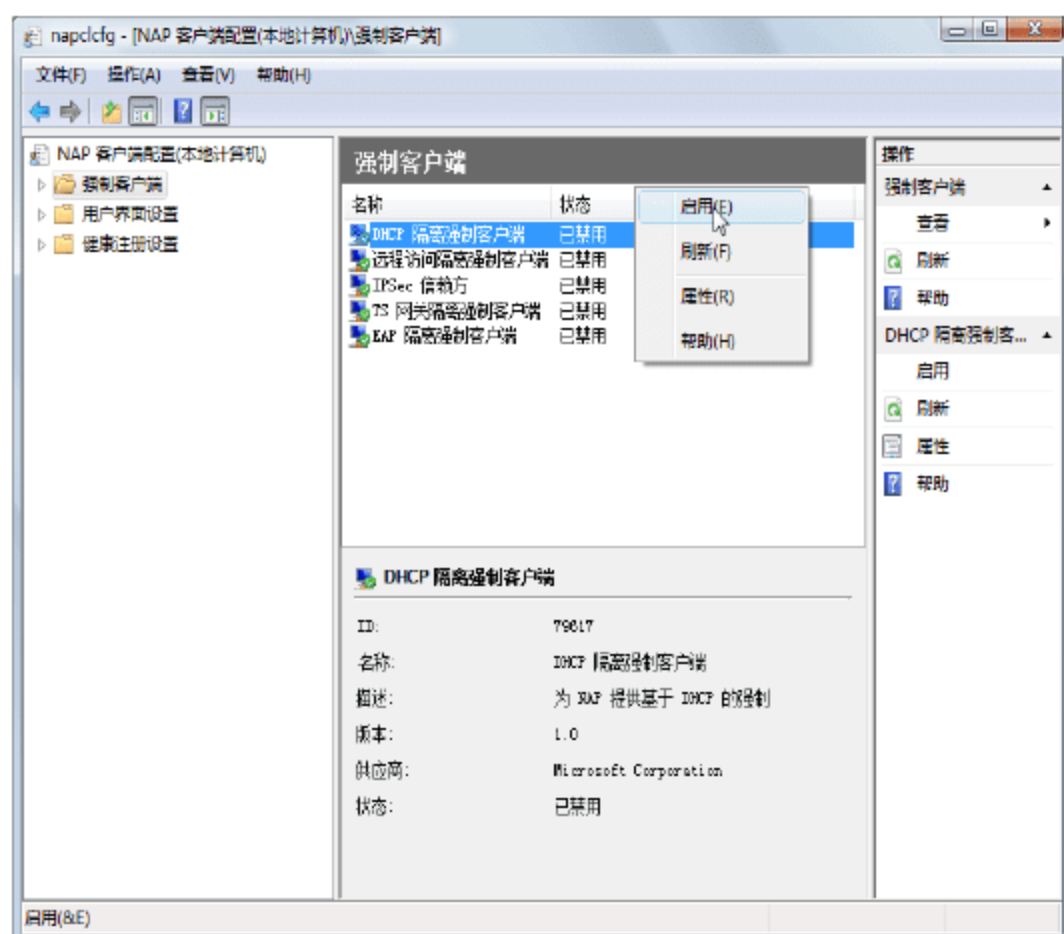 napclcfg - [NAP 客户端配置(本地计算机)\强制客户端]
文件(F) 操作(A) 查看(V) 帮助(H)
NAP 客户端配置(本地计算机)
强制客户端
用户界面设置
健康注册设置
强制客户端
名称 状态
DHCP 隔离强制客户端 已禁用
远程访问隔离强制客户端 已禁用
IPSec 信赖方 已禁用
TS 网关隔离强制客户端 已禁用
EAP 隔离强制客户端 已禁用
启用(E)
刷新(F)
属性(R)
帮助(H)
DHCP 隔离强制客户端
ID: 79617
名称: DHCP 隔离强制客户端
描述: 为 NAP 提供基于 DHCP 的强制
版本: 1.0
供应商: Microsoft Corporation
状态: 已禁用
操作
强制客户端
查看
刷新
帮助
DHCP 隔离强制客...
启用
刷新
属性
帮助
启用(&E)